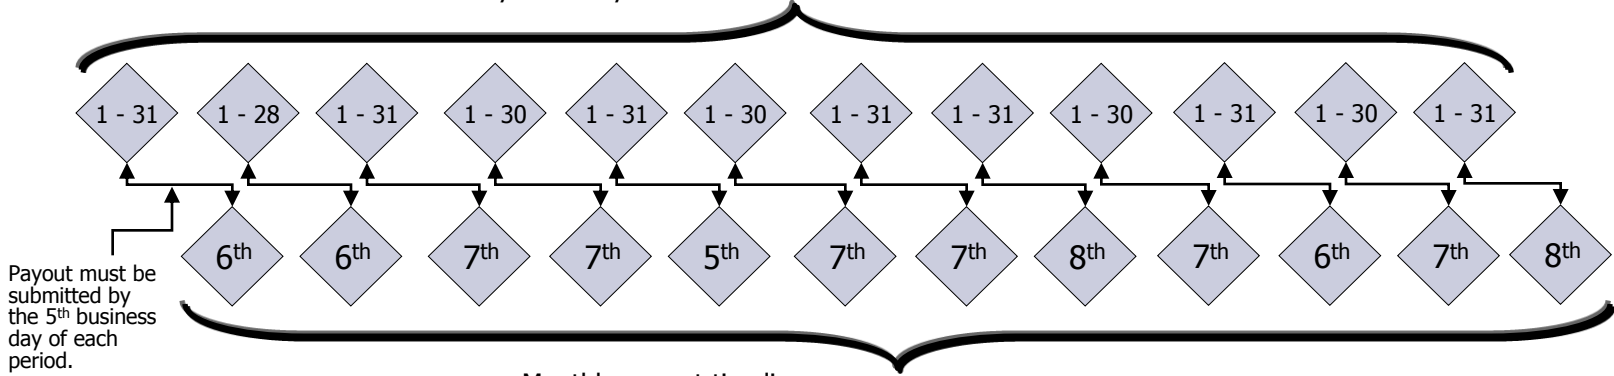 1 - 31 1 - 28 1 - 31 1 - 30 1 - 31 1 - 30 1 - 31 1 - 31 1 - 30 1 - 31 1 - 30 1 - 31
6th 6th 7th 7th 5th 7th 7th 8th 7th 6th 7th 8th
Payout must be
submitted by
the 5th business
day of each
period.